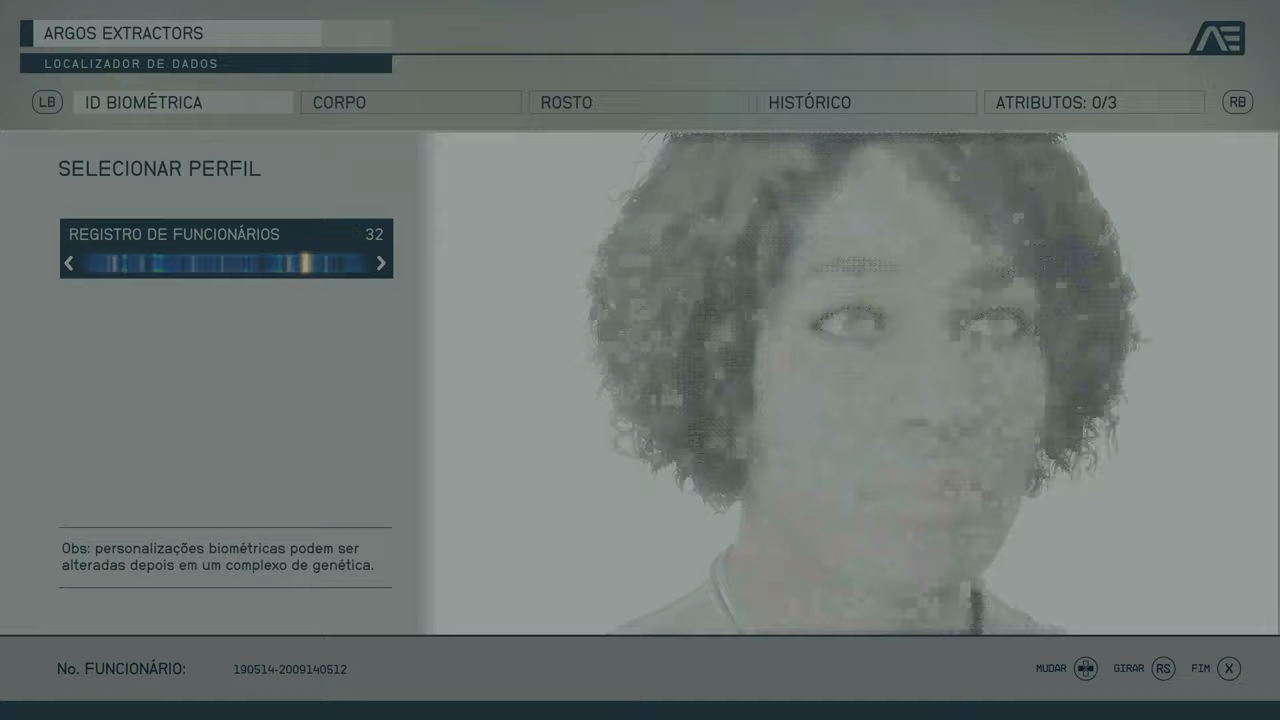 ARGOS EXTRACTORS
LOCALIZADOR DE DADOS
AE
LB ID BIOMÉTRICA CORPO ROSTO HISTÓRICO ATRIBUTOS: 0/3 RB
SELECIONAR PERFIL
REGISTRO DE FUNCIONÁRIOS 32
Obs: personalizações biométricas podem ser
alteradas depois em um complexo de genética.
No. FUNCIONÁRIO: 190514-2009140512
MUDAR GIRAR RS FIM X